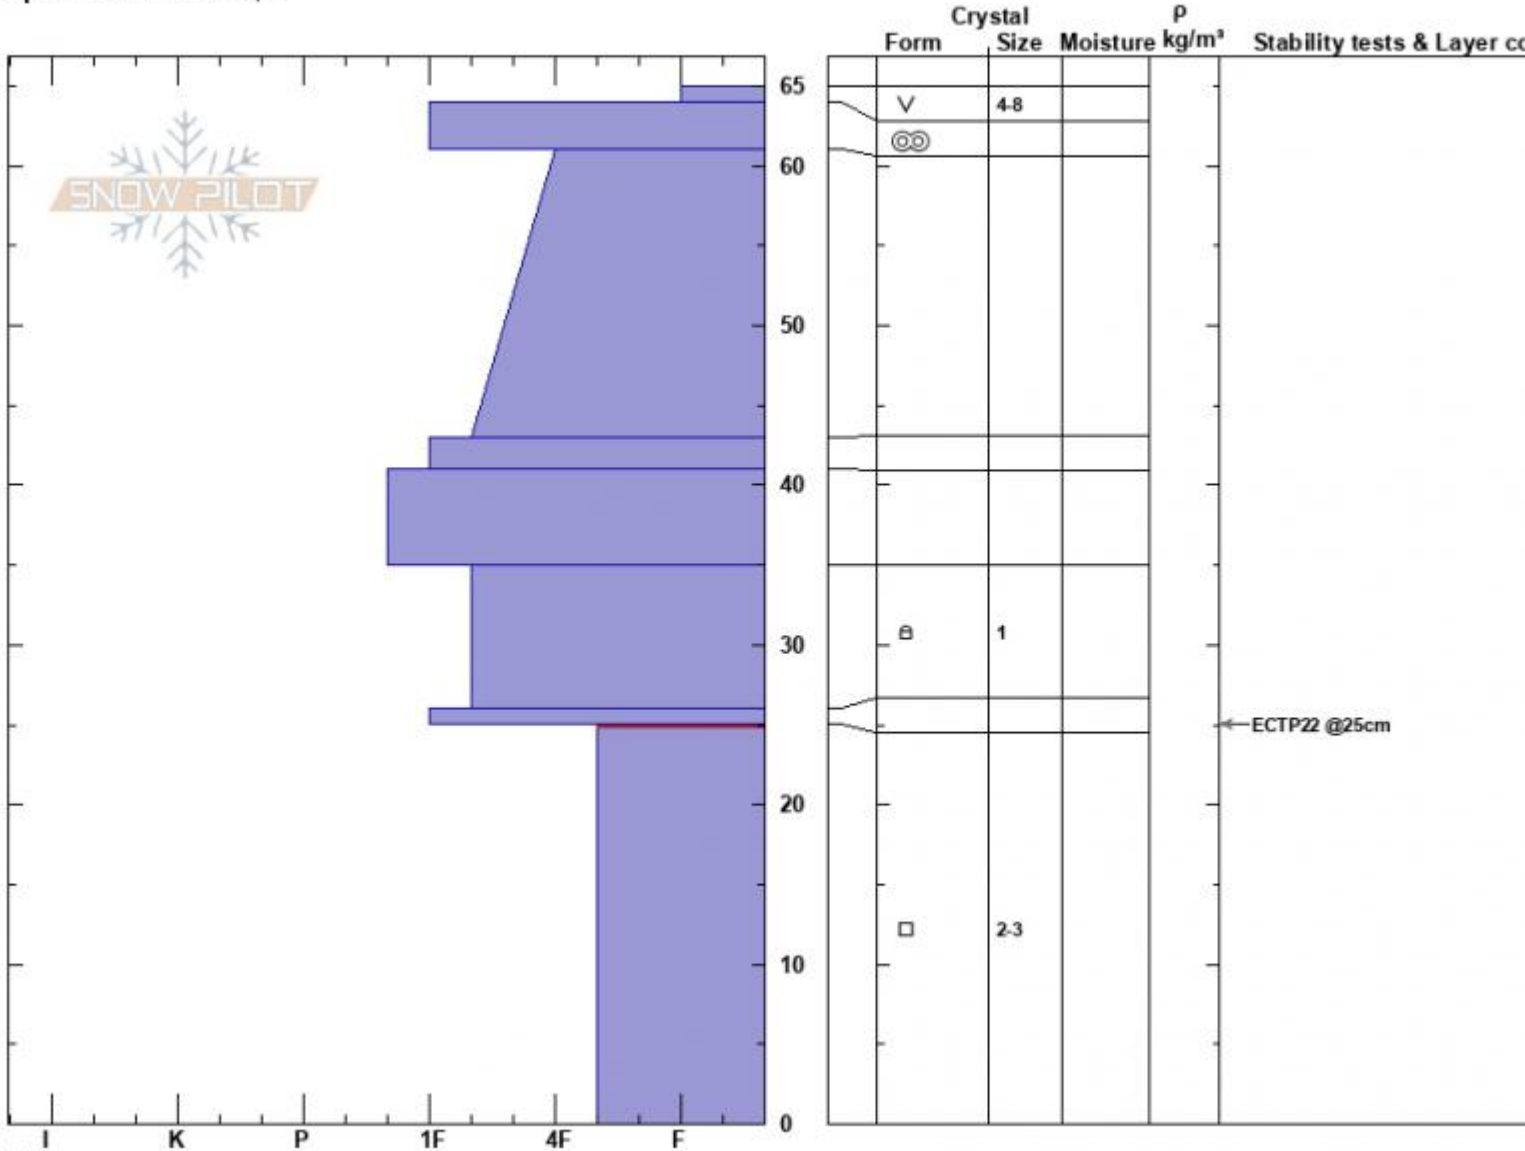 Crystal
ρ
Form Size Moisture kg/m³ Stability tests & Layer co
65
4-8
60
SNOW PILOT
50
40
30
1
ECTP22 @25cm
20
2-3
10
0
I K P 1F 4F F